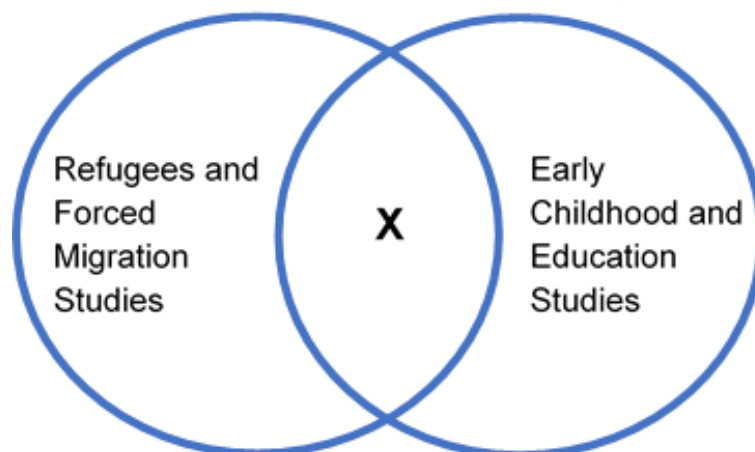 Refugees and
Forced
Migration
Studies
X
Early
Childhood and
Education
Studies